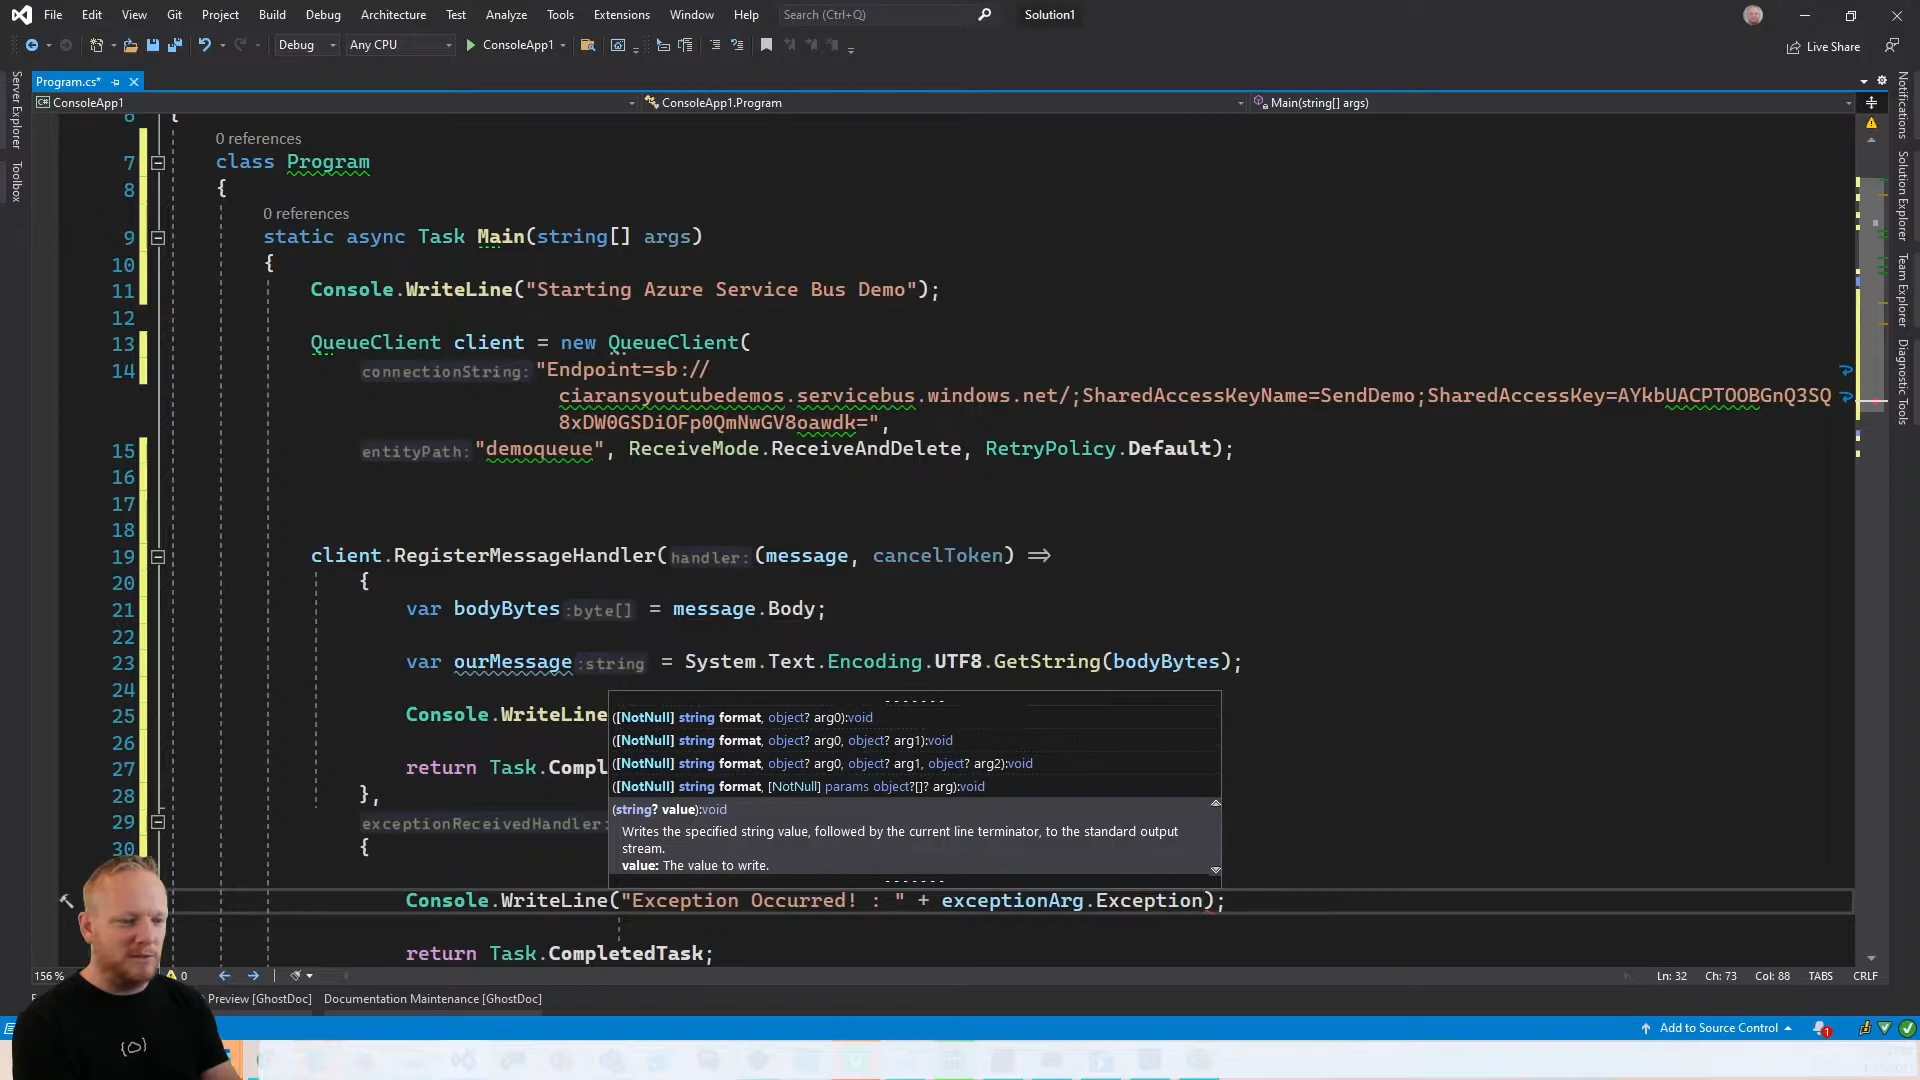 File Edit View Git Project Build Debug Architecture Test Analyze Tools Extensions Window Help Search (Ctrl+Q) Solution1
Debug Any CPU ConsoleApp1 Live Share
Server Explorer
Toolbox
Notifications
Solution Explorer
Team Explorer
Diagnostic Tools
Program.cs*
ConsoleApp1 ConsoleApp1.Program Main(string[] args)
6 {
0 references
7 class Program
8 {
0 references
9 static async Task Main(string[] args)
10 {
11 Console.WriteLine("Starting Azure Service Bus Demo");
12
13 QueueClient client = new QueueClient(
14 connectionString: "Endpoint=sb://
ciaransyoutubedemos.servicebus.windows.net/;SharedAccessKeyName=SendDemo;SharedAccessKey=AYkbUACPTOOBGnQ3SQ
8xDW0GSDiOFp0QmNwGV8oawdk=",
15 entityPath: "demoqueue", ReceiveMode.ReceiveAndDelete, RetryPolicy.Default);
16
17
18
19 client.RegisterMessageHandler(handler: (message, cancelToken) =>
20 {
21 var bodyBytes :byte[] = message.Body;
22
23 var ourMessage :string = System.Text.Encoding.UTF8.GetString(bodyBytes);
24
25 Console.WriteLine
26
27 return Task.Compl
28 },
29 exceptionReceivedHandler:
30 {
([NotNull] string format, object? arg0):void
([NotNull] string format, object? arg0, object? arg1):void
([NotNull] string format, object? arg0, object? arg1, object? arg2):void
([NotNull] string format, [NotNull] params object?[]? arg):void
(string? value):void
Writes the specified string value, followed by the current line terminator, to the standard output
stream.
value: The value to write.
Console.WriteLine("Exception Occurred! : " + exceptionArg.Exception);
return Task.CompletedTask;
156 % 0 Ln: 32 Ch: 73 Col: 88 TABS CRLF
Preview [GhostDoc] Documentation Maintenance [GhostDoc]
Add to Source Control 1
{O}